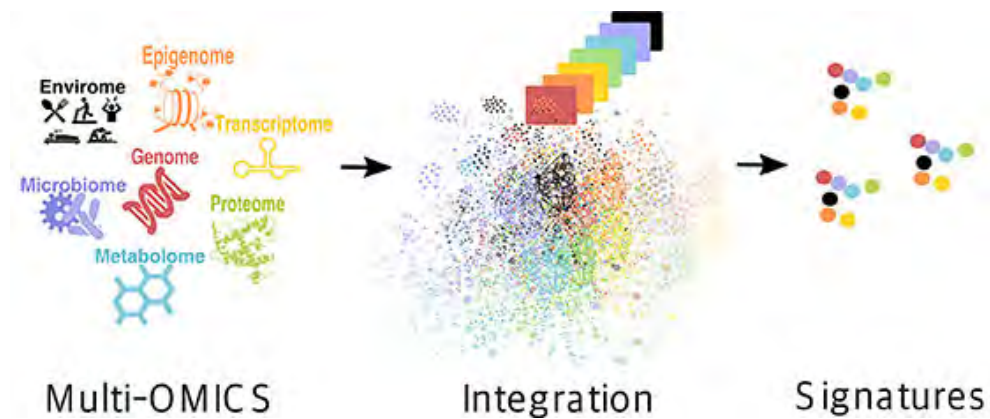 Epigenome
Envirome
Transcriptome
Genome
Microbiome
Proteome
Metabolome
Multi-OMICS
Integration
Signatures